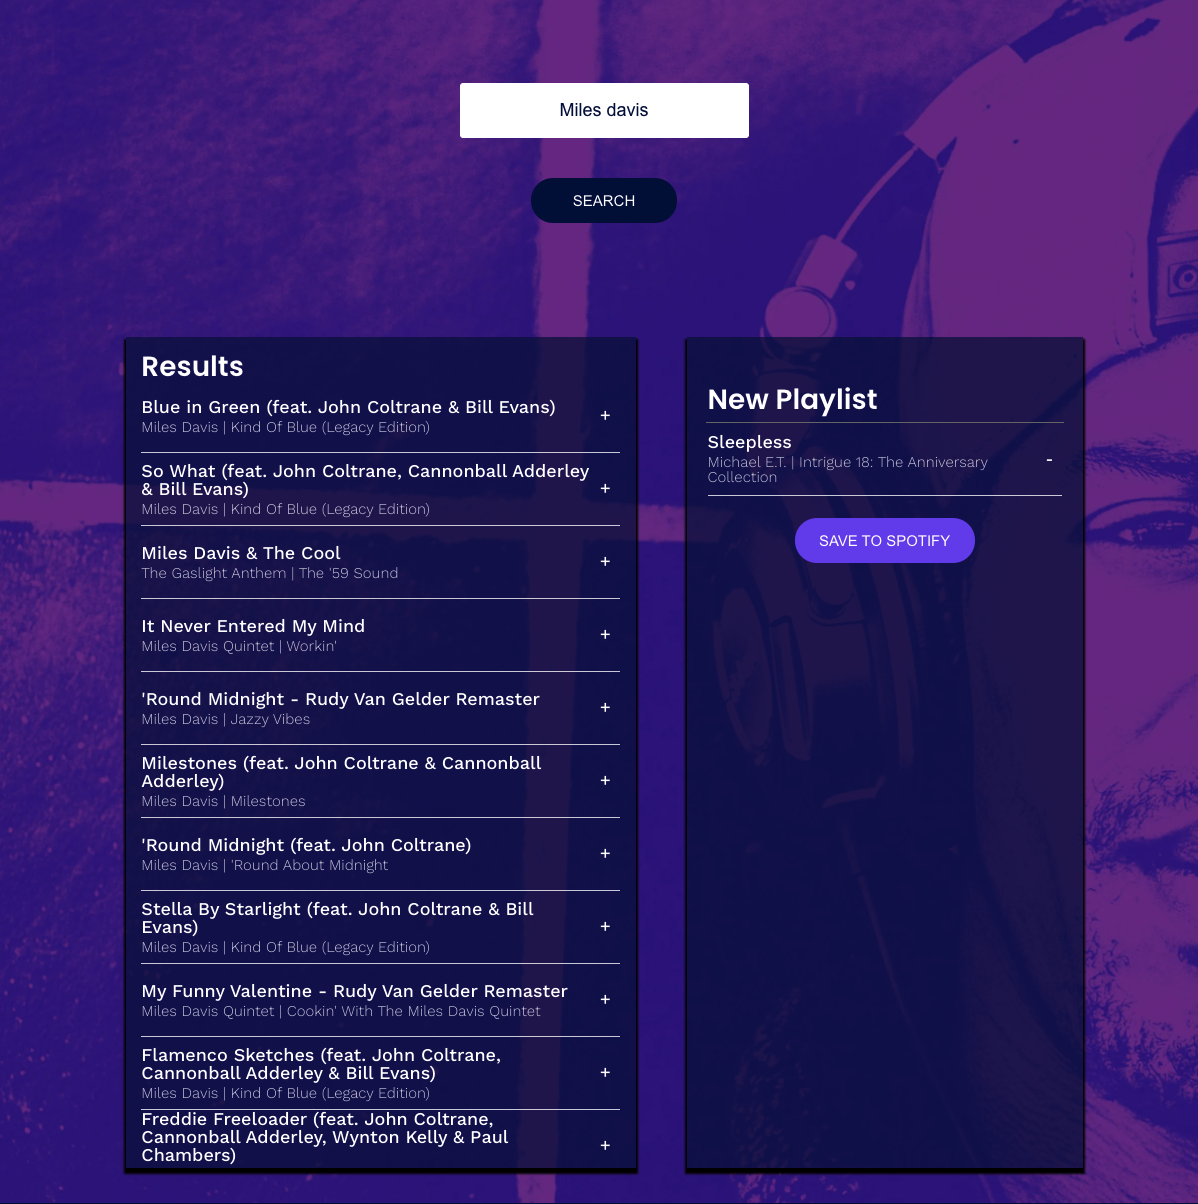 Miles davis
SEARCH
Results
Blue in Green (feat. John Coltrane & Bill Evans)
Miles Davis | Kind Of Blue (Legacy Edition)
+
So What (feat. John Coltrane, Cannonball Adderley
& Bill Evans)
Miles Davis | Kind Of Blue (Legacy Edition)
+
Miles Davis & The Cool
The Gaslight Anthem | The '59 Sound
+
It Never Entered My Mind
Miles Davis Quintet | Workin'
+
'Round Midnight - Rudy Van Gelder Remaster
Miles Davis | Jazzy Vibes
+
Milestones (feat. John Coltrane & Cannonball
Adderley)
Miles Davis | Milestones
+
'Round Midnight (feat. John Coltrane)
Miles Davis | 'Round About Midnight
+
Stella By Starlight (feat. John Coltrane & Bill
Evans)
Miles Davis | Kind Of Blue (Legacy Edition)
+
My Funny Valentine - Rudy Van Gelder Remaster
Miles Davis Quintet | Cookin' With The Miles Davis Quintet
+
Flamenco Sketches (feat. John Coltrane,
Cannonball Adderley & Bill Evans)
Miles Davis | Kind Of Blue (Legacy Edition)
+
Freddie Freeloader (feat. John Coltrane,
Cannonball Adderley, Wynton Kelly & Paul
Chambers)
+
New Playlist
Sleepless
Michael E.T. | Intrigue 18: The Anniversary
Collection
-
SAVE TO SPOTIFY